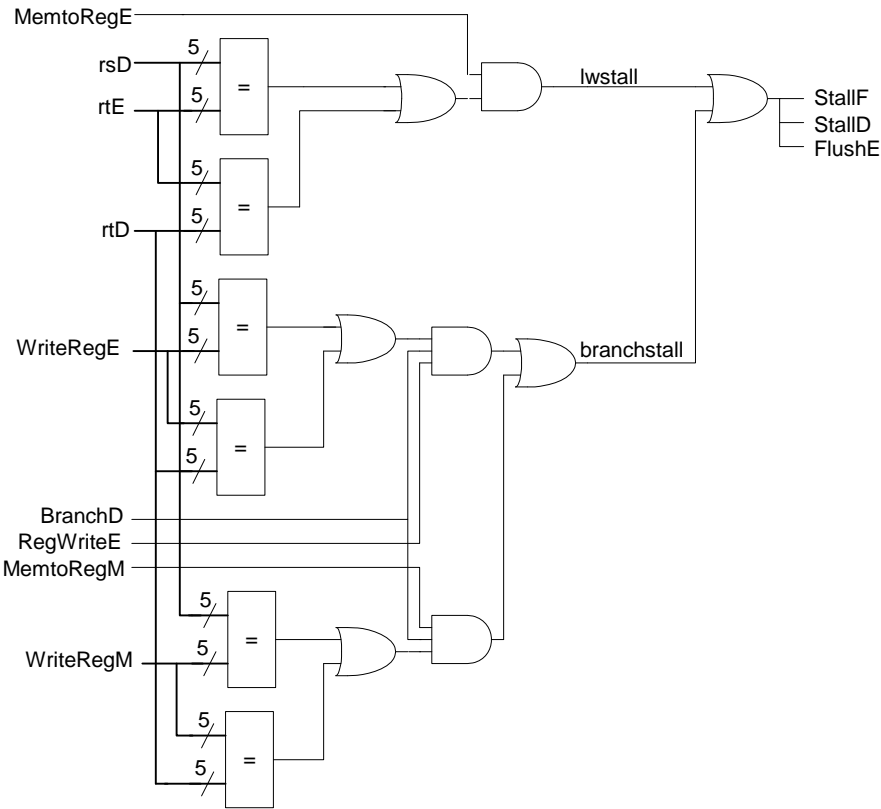 MemtoRegE
rsD
5
=
lwstall
StallF
rtE
5
StallD
FlushE
5
=
rtD
5
5
=
WriteRegE
5
branchstall
5
=
5
BranchD
RegWriteE
MemtoRegM
5
=
WriteRegM
5
5
=
5